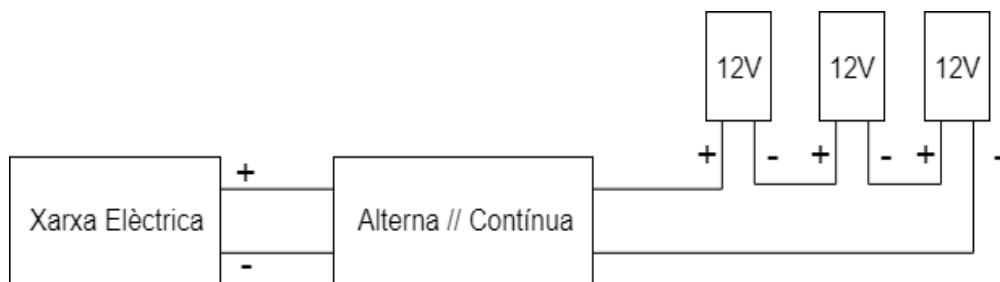 12V 12V 12V
+ - + - + -
+
Xarxa Elèctrica Alterna // Contínua
-